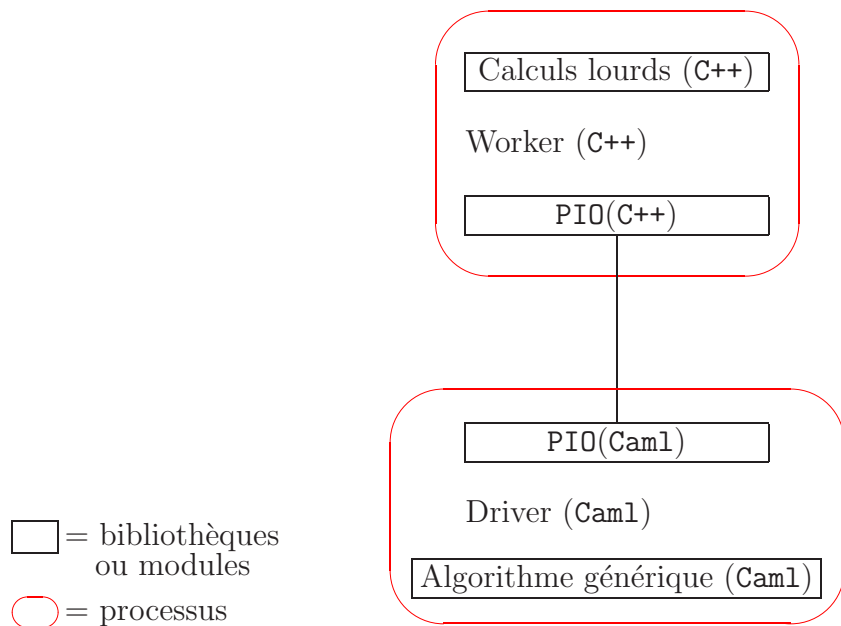 Calculs lourds (C++)
Worker (C++)
PIO(C++)
PIO(Caml)
Driver (Caml)
Algorithme générique (Caml)
= bibliothèques
ou modules
= processus